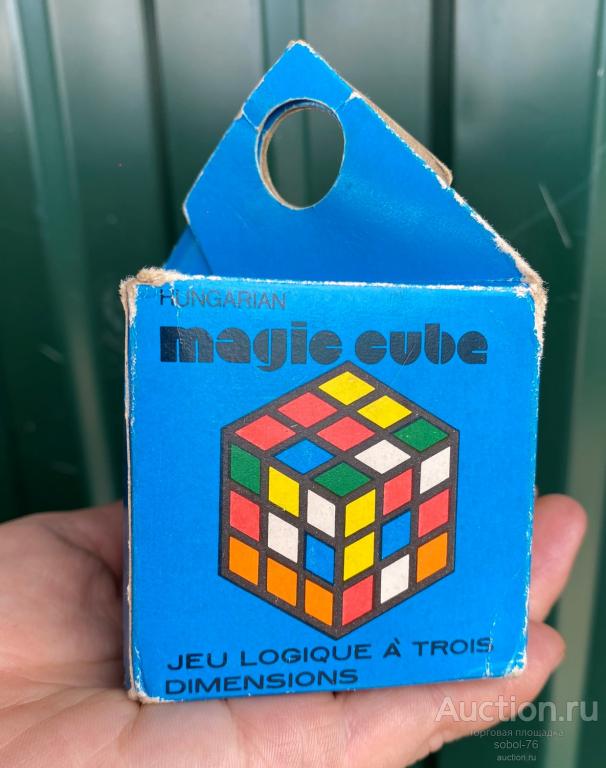 HUNGARIAN
magic cube
JEU LOGIQUE À TROIS
DIMENSIONS
Auction.ru
торговая площадка
sobol-76
auction.ru